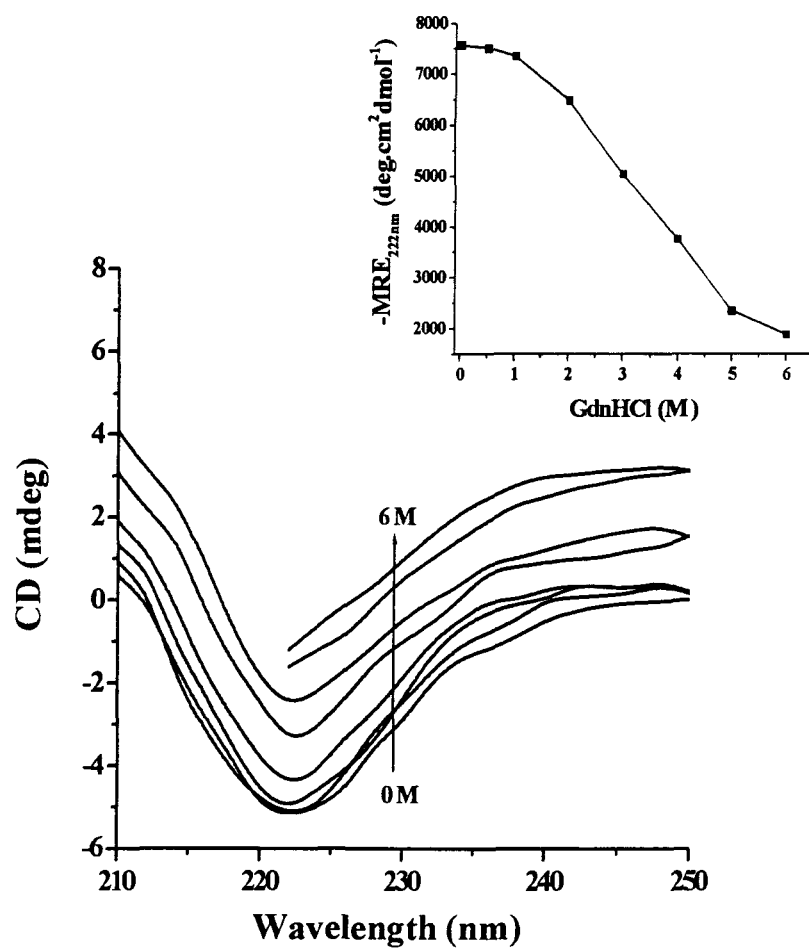 8000
7000
6000
5000
4000
3000
2000
-MRE222nm (deg.cm²dmol⁻¹)
0 1 2 3 4 5 6
GdnHCl (M)
8
6
4
2
0
-2
-4
-6
CD (mdeg)
6 M
0 M
210 220 230 240 250
Wavelength (nm)